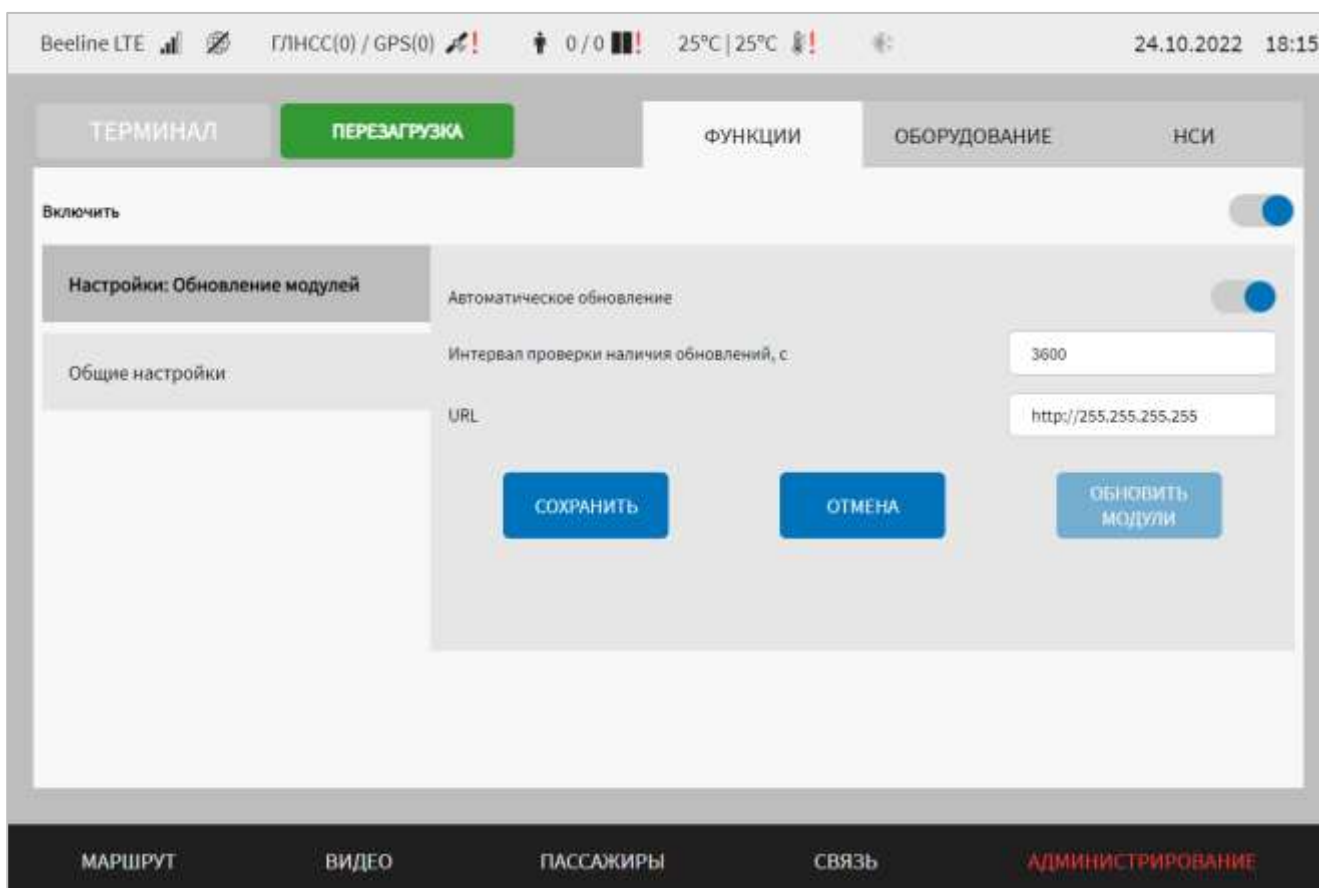 Beeline LTE ГЛНСС(0) / GPS(0) ! 0 / 0 ! 25°C | 25°C ! 24.10.2022 18:15
ТЕРМИНАЛ ПЕРЕЗАГРУЗКА ФУНКЦИИ ОБОРУДОВАНИЕ НСИ
Включить
Настройки: Обновление модулей
Общие настройки
Автоматическое обновление
Интервал проверки наличия обновлений, с 3600
URL http://255.255.255.255
СОХРАНИТЬ ОТМЕНА ОБНОВИТЬ
МОДУЛИ
МАРШРУТ ВИДЕО ПАССАЖИРЫ СВЯЗЬ АДМИНИСТРИРОВАНИЕ